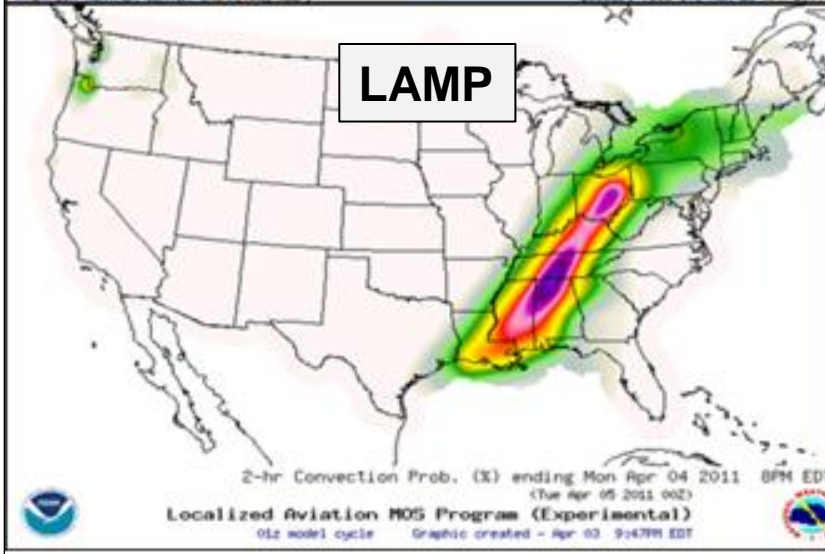 LAMP
2-hr Convection Prob. (%) ending Mon Apr 04 2011 8PM EDT
(Tue Apr 05 2011 00Z)
Localized Aviation MOS Program (Experimental)
01z model cycle Graphic created - Apr 03 9:47PM EDT